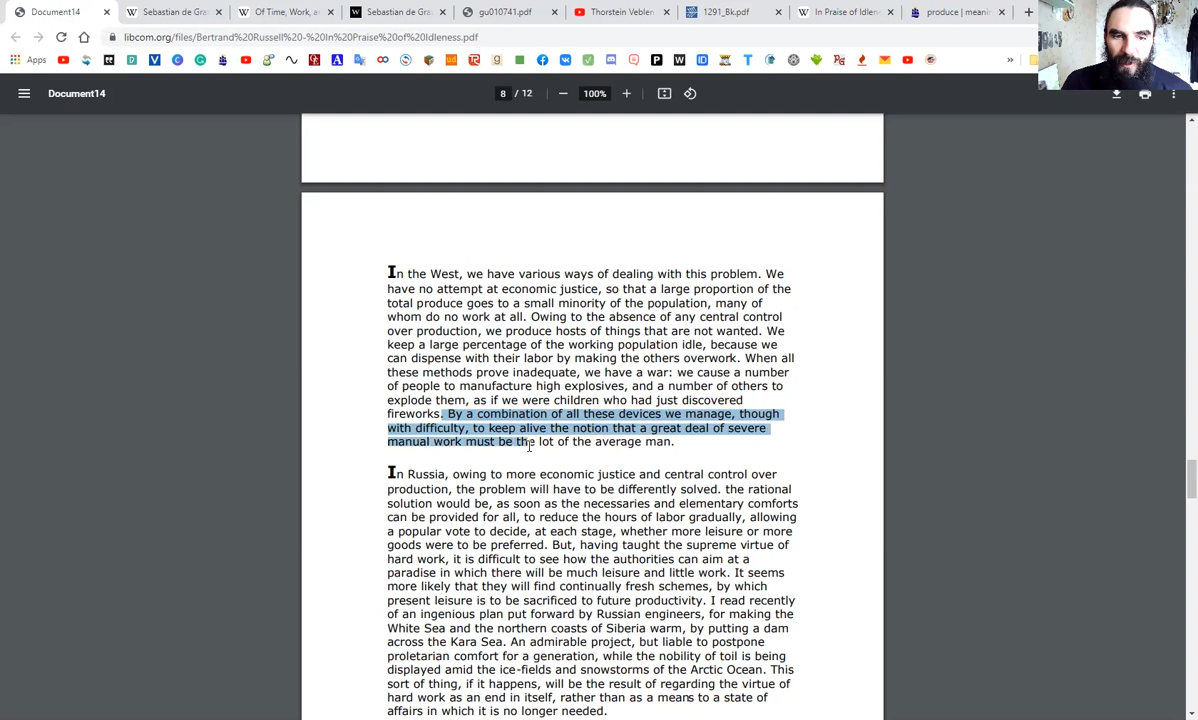 Document14
Sebastian de Gra
Of Time, Work, an
Sebastian de Gra
gu010741.pdf
Thorstein Veblen
1291_Bk.pdf
In Praise of Idlene
produce | meanin
libcom.org/files/Bertrand%20Russell%20-%20In%20Praise%20of%20Idleness.pdf
Apps
Document14
8 / 12
100%
In the West, we have various ways of dealing with this problem. We
have no attempt at economic justice, so that a large proportion of the
total produce goes to a small minority of the population, many of
whom do no work at all. Owing to the absence of any central control
over production, we produce hosts of things that are not wanted. We
keep a large percentage of the working population idle, because we
can dispense with their labor by making the others overwork. When all
these methods prove inadequate, we have a war: we cause a number
of people to manufacture high explosives, and a number of others to
explode them, as if we were children who had just discovered
fireworks. By a combination of all these devices we manage, though
with difficulty, to keep alive the notion that a great deal of severe
manual work must be the lot of the average man.
In Russia, owing to more economic justice and central control over
production, the problem will have to be differently solved. the rational
solution would be, as soon as the necessaries and elementary comforts
can be provided for all, to reduce the hours of labor gradually, allowing
a popular vote to decide, at each stage, whether more leisure or more
goods were to be preferred. But, having taught the supreme virtue of
hard work, it is difficult to see how the authorities can aim at a
paradise in which there will be much leisure and little work. It seems
more likely that they will find continually fresh schemes, by which
present leisure is to be sacrificed to future productivity. I read recently
of an ingenious plan put forward by Russian engineers, for making the
White Sea and the northern coasts of Siberia warm, by putting a dam
across the Kara Sea. An admirable project, but liable to postpone
proletarian comfort for a generation, while the nobility of toil is being
displayed amid the ice-fields and snowstorms of the Arctic Ocean. This
sort of thing, if it happens, will be the result of regarding the virtue of
hard work as an end in itself, rather than as a means to a state of
affairs in which it is no longer needed.